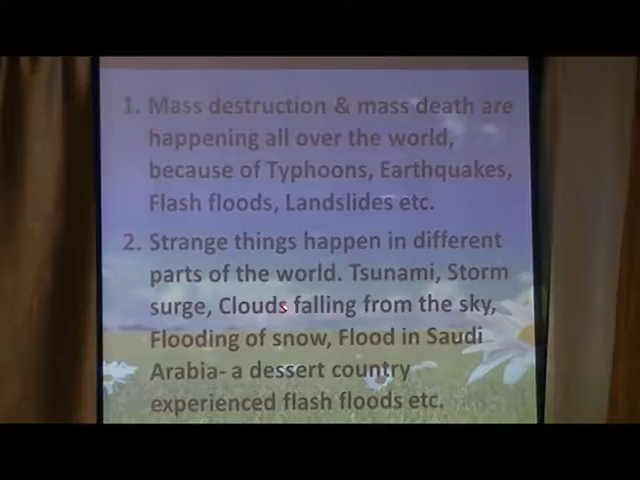 1. Mass destruction & mass death are
happening all over the world,
because of Typhoons, Earthquakes,
Flash floods, Landslides etc.
2. Strange things happen in different
parts of the world. Tsunami, Storm
surge, Clouds falling from the sky,
Flooding of snow, Flood in Saudi
Arabia- a dessert country
experienced flash floods etc.